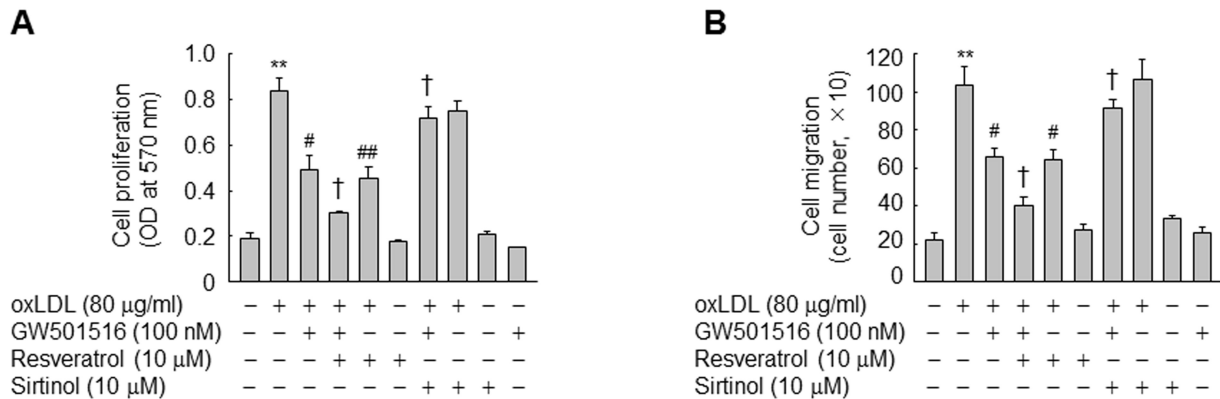 A
Cell proliferation
(OD at 570 nm)
1.0
0.8
0.6
0.4
0.2
0
**
#
†
##
†
oxLDL (80 μg/ml) − + + + + − + + − −
GW501516 (100 nM) − − + + − − + − − +
Resveratrol (10 μM) − − − + + + − − − −
Sirtinol (10 μM) − − − − − − + + + −
B
Cell migration
(cell number, ×10)
120
100
80
60
40
20
0
**
#
†
#
†
oxLDL (80 μg/ml) − + + + + − + + − −
GW501516 (100 nM) − − + + − − + − − +
Resveratrol (10 μM) − − − + + + − − − −
Sirtinol (10 μM) − − − − − − + + + −